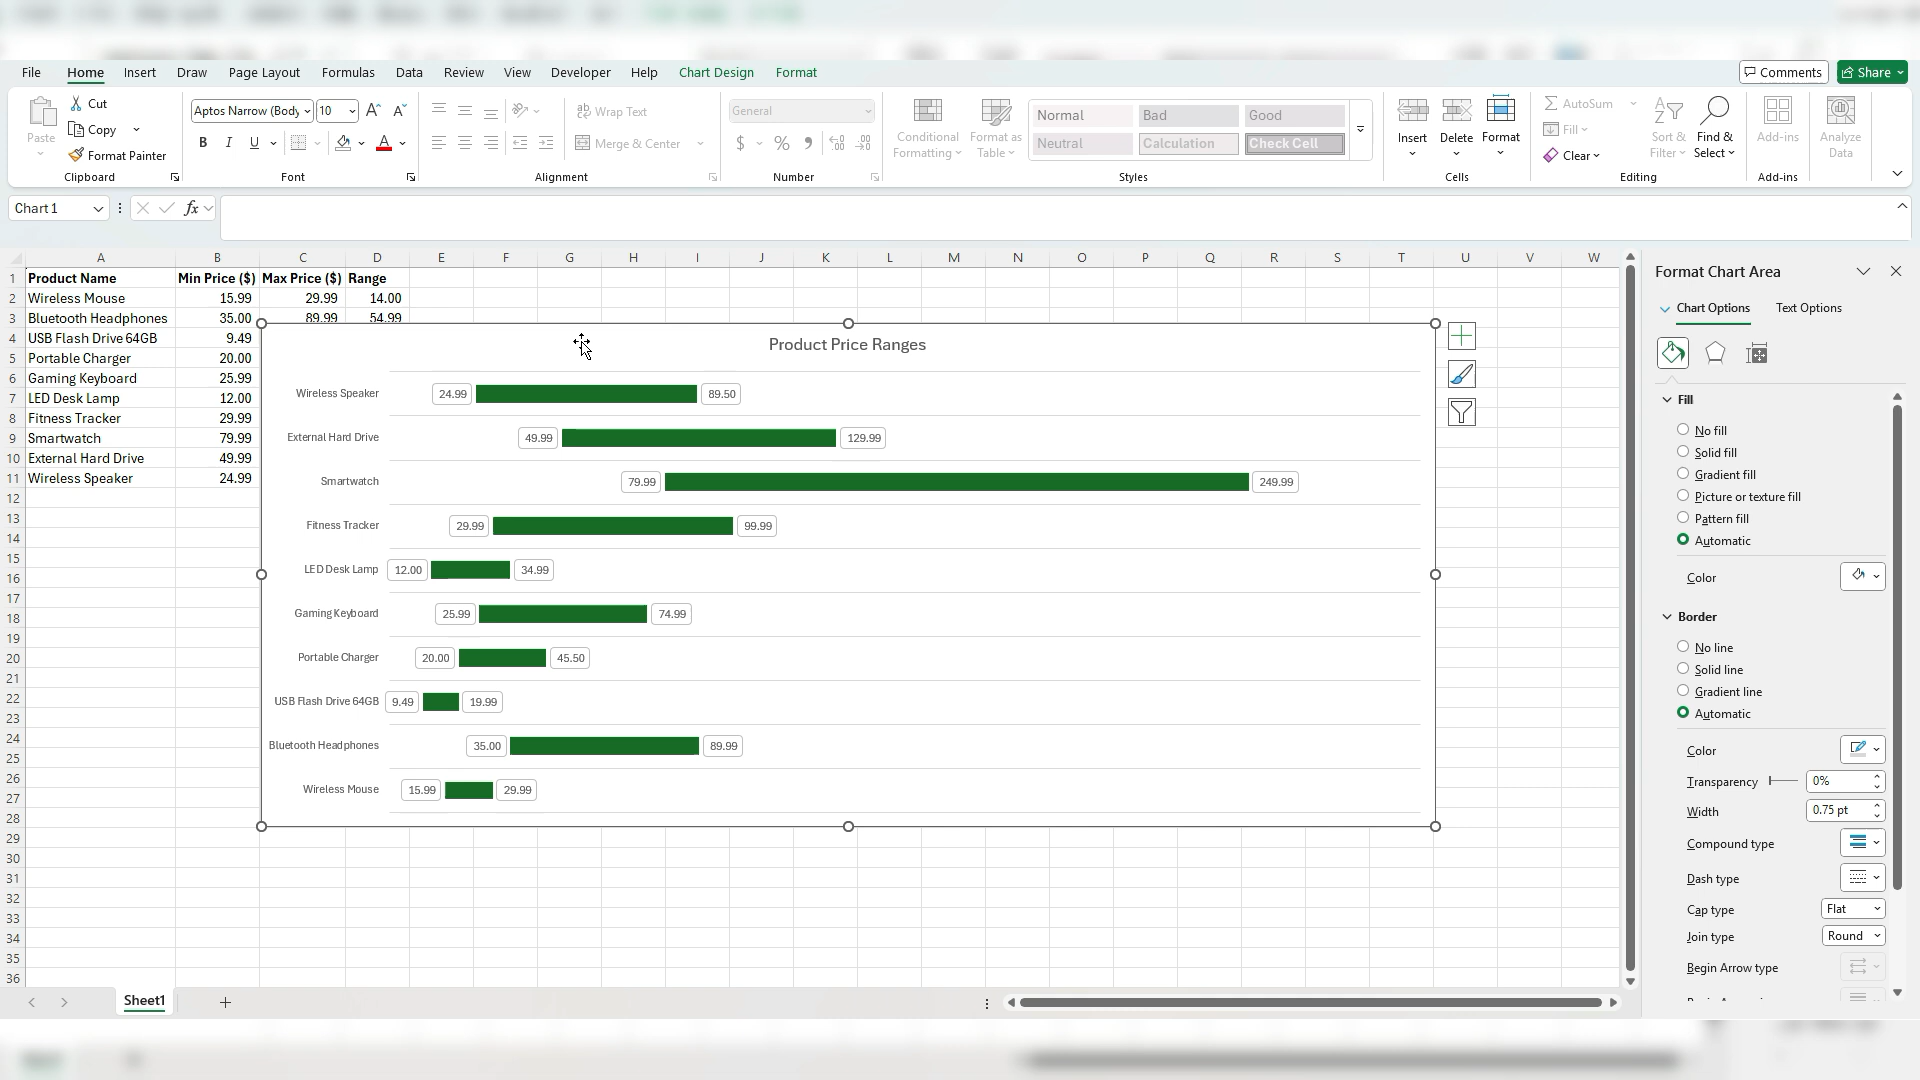 File Home Insert Draw Page Layout Formulas Data Review View Developer Help Chart Design Format Comments Share
Cut
Copy
Format Painter
Paste
Clipboard
Aptos Narrow (Body 10 A A
B I U A
Font
ab Wrap Text
Merge & Center
Alignment
General
$ % ,
Number
Conditional Formatting
Format as Table
Normal Bad Good
Neutral Calculation Check Cell
Styles
Insert Delete Format
Cells
AutoSum
Fill
Clear
Sort & Filter
Find & Select
Editing
Add-ins
Add-ins
Analyze Data
Chart 1 fx
A B C D E F G H I J K L M N O P Q R S T U V W
1 Product Name Min Price ($) Max Price ($) Range
2 Wireless Mouse 15.99 29.99 14.00
3 Bluetooth Headphones 35.00 89.99 54.99
4 USB Flash Drive 64GB 9.49
5 Portable Charger 20.00
6 Gaming Keyboard 25.99
7 LED Desk Lamp 12.00
8 Fitness Tracker 29.99
9 Smartwatch 79.99
10 External Hard Drive 49.99
11 Wireless Speaker 24.99
12
13
14
15
16
17
18
19
20
21
22
23
24
25
26
27
28
29
30
31
32
33
34
35
36
Product Price Ranges
Wireless Speaker 24.99 89.50
External Hard Drive 49.99 129.99
Smartwatch 79.99 249.99
Fitness Tracker 29.99 99.99
LED Desk Lamp 12.00 34.99
Gaming Keyboard 25.99 74.99
Portable Charger 20.00 45.50
USB Flash Drive 64GB 9.49 19.99
Bluetooth Headphones 35.00 89.99
Wireless Mouse 15.99 29.99
Format Chart Area
Chart Options Text Options
Fill
No fill
Solid fill
Gradient fill
Picture or texture fill
Pattern fill
Automatic
Color
Border
No line
Solid line
Gradient line
Automatic
Color
Transparency 0%
Width 0.75 pt
Compound type
Dash type
Cap type Flat
Join type Round
Begin Arrow type
Sheet1